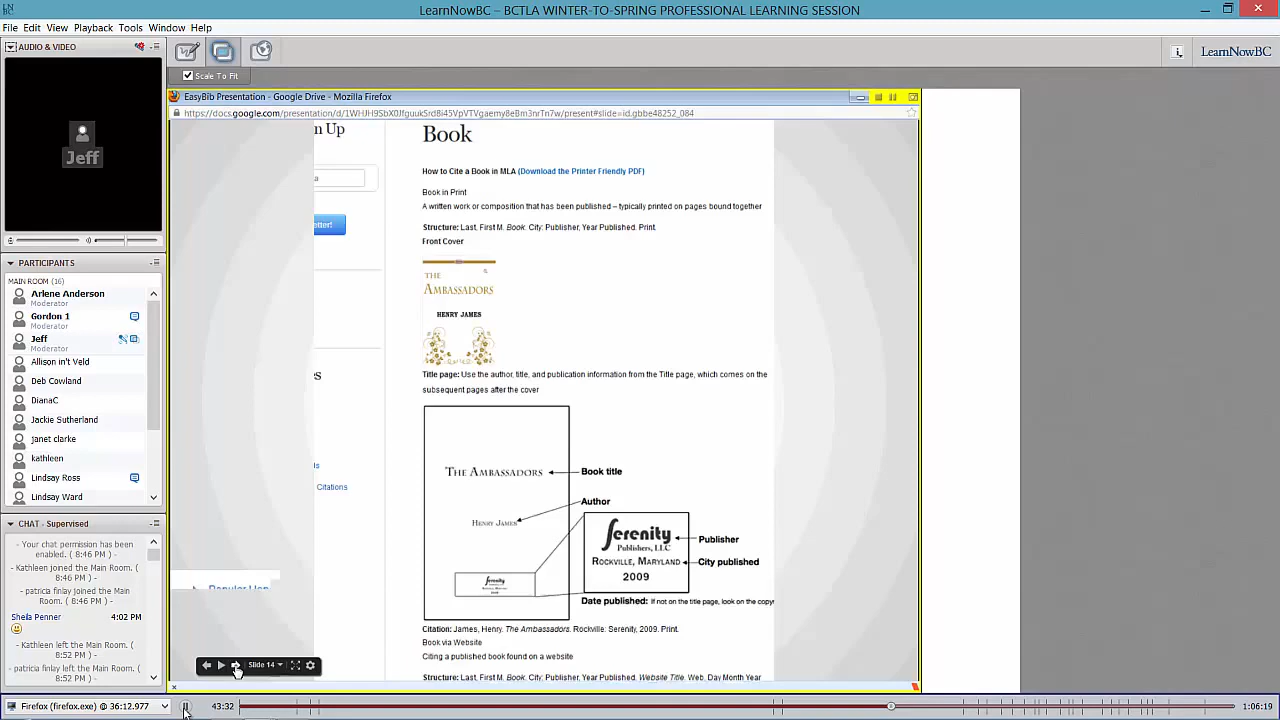 LearnNowBC – BCTLA WINTER-TO-SPRING PROFESSIONAL LEARNING SESSION
File Edit View Playback Tools Window Help
AUDIO & VIDEO
LearnNowBC
Scale To Fit
Jeff
EasyBib Presentation - Google Drive - Mozilla Firefox
n Up
a
etter!
s
Citations
Book
How to Cite a Book in MLA (Download the Printer Friendly PDF)
Book in Print
A written work or composition that has been published – typically printed on pages bound together
Structure: Last, First M. Book. City: Publisher, Year Published. Print.
Front Cover
THE
AMBASSADORS
HENRY JAMES
Title page: Use the author, title, and publication information from the Title page, which comes on the
subsequent pages after the cover
THE AMBASSADORS
Book title
Author
HENRY JAMES
Serenity
Publishers, LLC
Publisher
ROCKVILLE, MARYLAND
City published
2009
Date published: If not on the title page, look on the copyr
Citation: James, Henry. The Ambassadors. Rockville: Serenity, 2009. Print.
Book via Website
Citing a published book found on a website
Structure: Last, First M. Book. City: Publisher, Year Published. Website Title. Web. Day Month Year
Slide 14
PARTICIPANTS
MAIN ROOM (16)
Arlene Anderson
Moderator
Gordon 1
Moderator
Jeff
Moderator
Allison in't Veld
Deb Cowland
DianaC
Jackie Sutherland
janet clarke
kathleen
Lindsay Ross
Lindsay Ward
CHAT - Supervised
- Your chat permission has been
enabled. ( 8:46 PM ) -
- Kathleen joined the Main Room.
( 8:46 PM ) -
- patricia finlay joined the Main
Room. ( 8:46 PM ) -
Sheila Penner 4:02 PM
- Kathleen left the Main Room. (
8:52 PM ) -
- patricia finlay left the Main Room.
( 8:52 PM ) -
Firefox (firefox.exe) @ 36:12.977
43:32
1:06:19